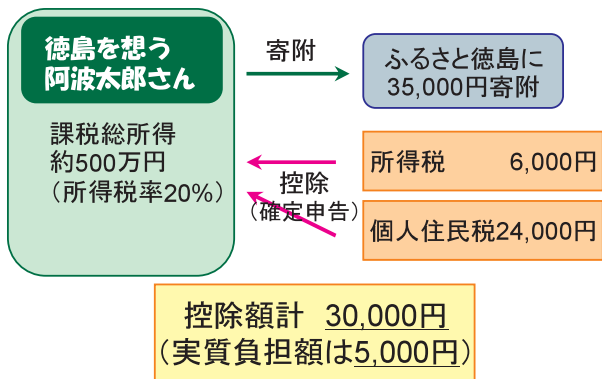 徳島を想う
阿波太郎さん
課税総所得
約500万円
（所得税率20%）
寄附
ふるさと徳島に
35,000円寄附
控除
（確定申告）
所得税 6,000円
個人住民税24,000円
控除額計 30,000円
（実質負担額は5,000円）